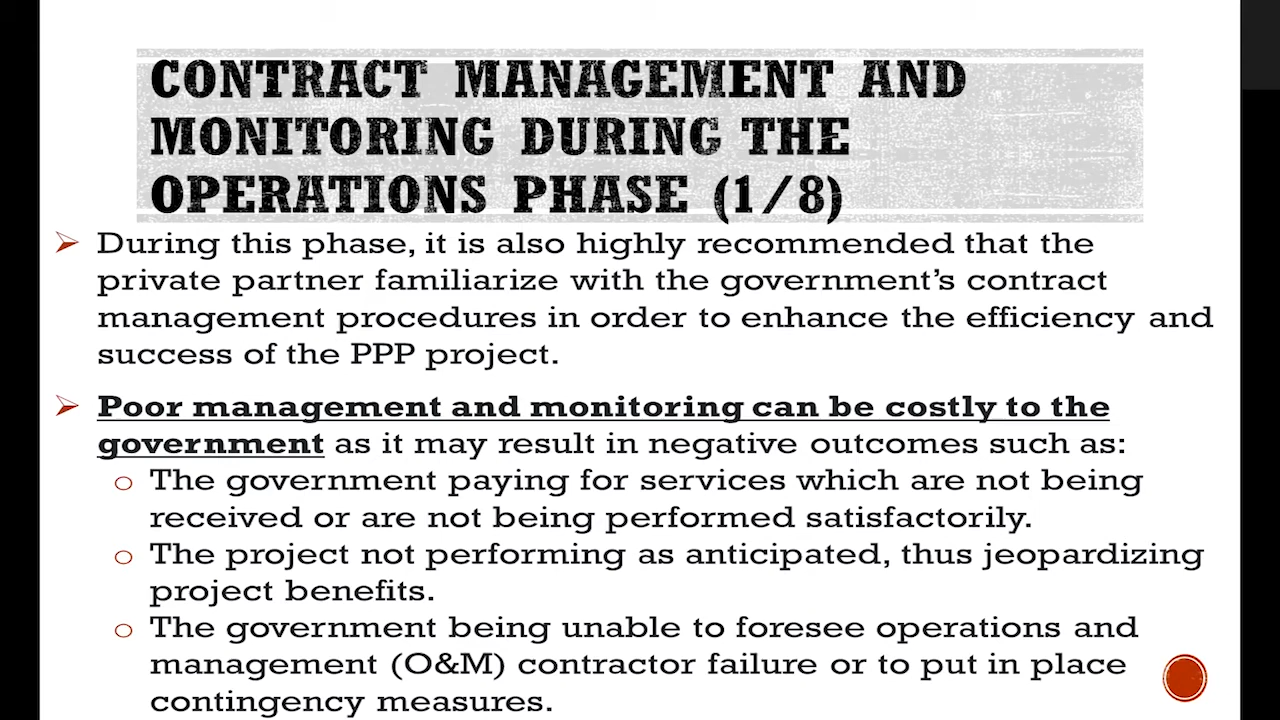 CONTRACT MANAGEMENT AND
MONITORING DURING THE
OPERATIONS PHASE (1/8)
➢ During this phase, it is also highly recommended that the
private partner familiarize with the government’s contract
management procedures in order to enhance the efficiency and
success of the PPP project.
➢ Poor management and monitoring can be costly to the
government as it may result in negative outcomes such as:
o The government paying for services which are not being
received or are not being performed satisfactorily.
o The project not performing as anticipated, thus jeopardizing
project benefits.
o The government being unable to foresee operations and
management (O&M) contractor failure or to put in place
contingency measures.